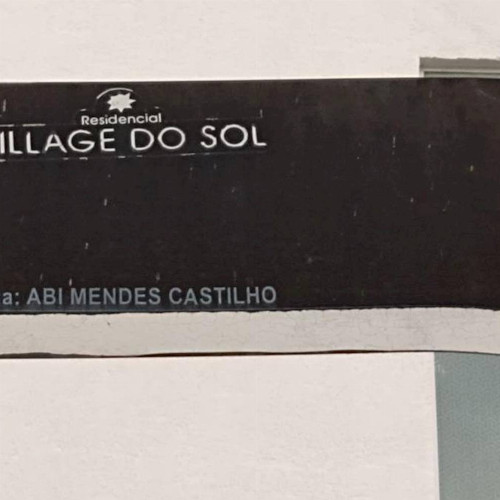 Residencial
ILLAGE DO SOL
a: ABI MENDES CASTILHO